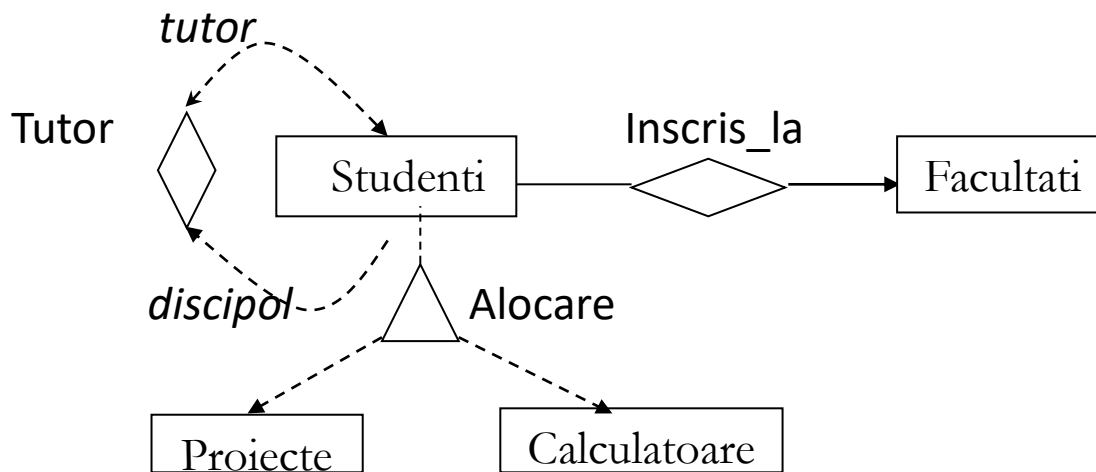 tutor
Tutor
Studenti
Inscris_la
Facultati
discipol
Alocare
Proiecte
Calculatoare